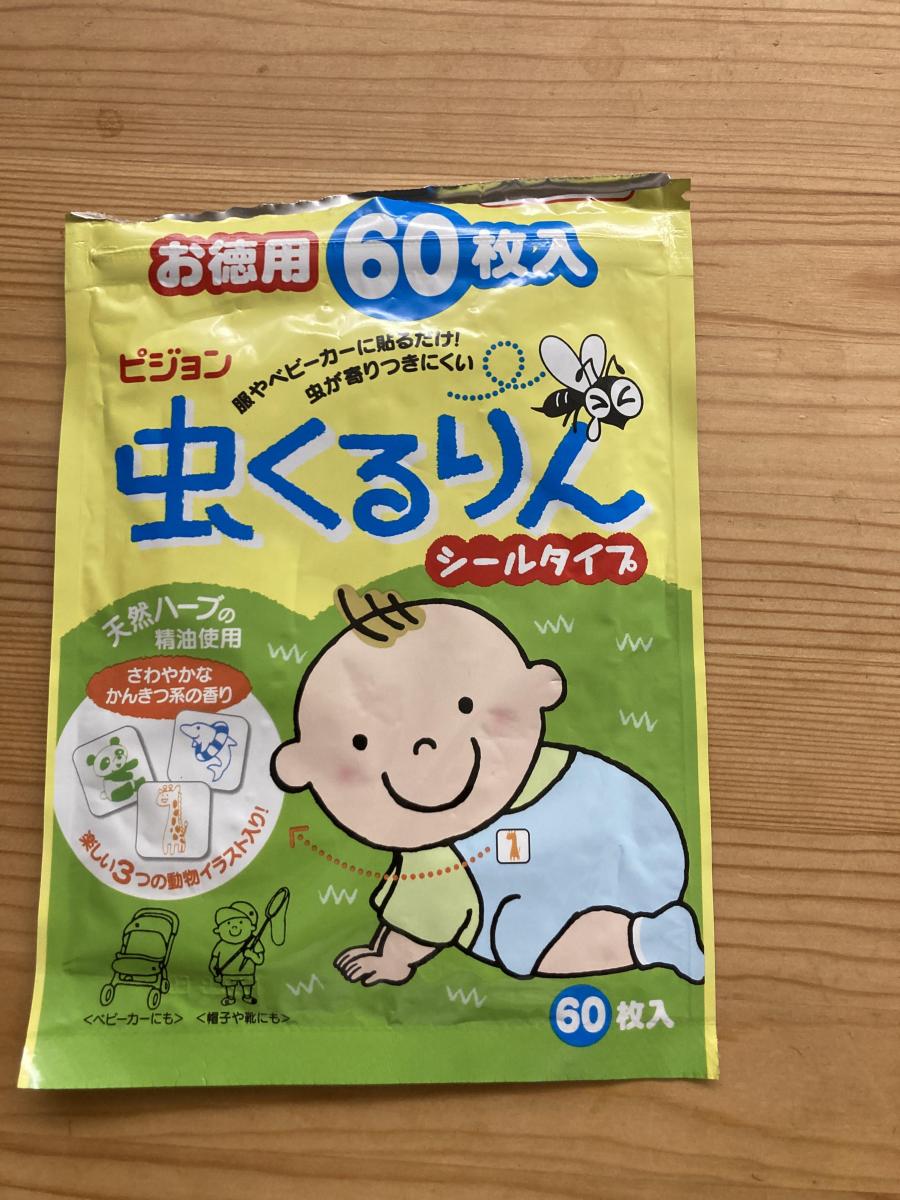 お徳用 60枚入
ピジョン
服やベビーカーに貼るだけ!
虫が寄りつきにくい
虫くるりん
シールタイプ
天然ハーブの
精油使用
さわやかな
かんきつ系の香り
楽しい3つの動物イラスト入り!
<ベビーカーにも> <帽子や靴にも>
60枚入